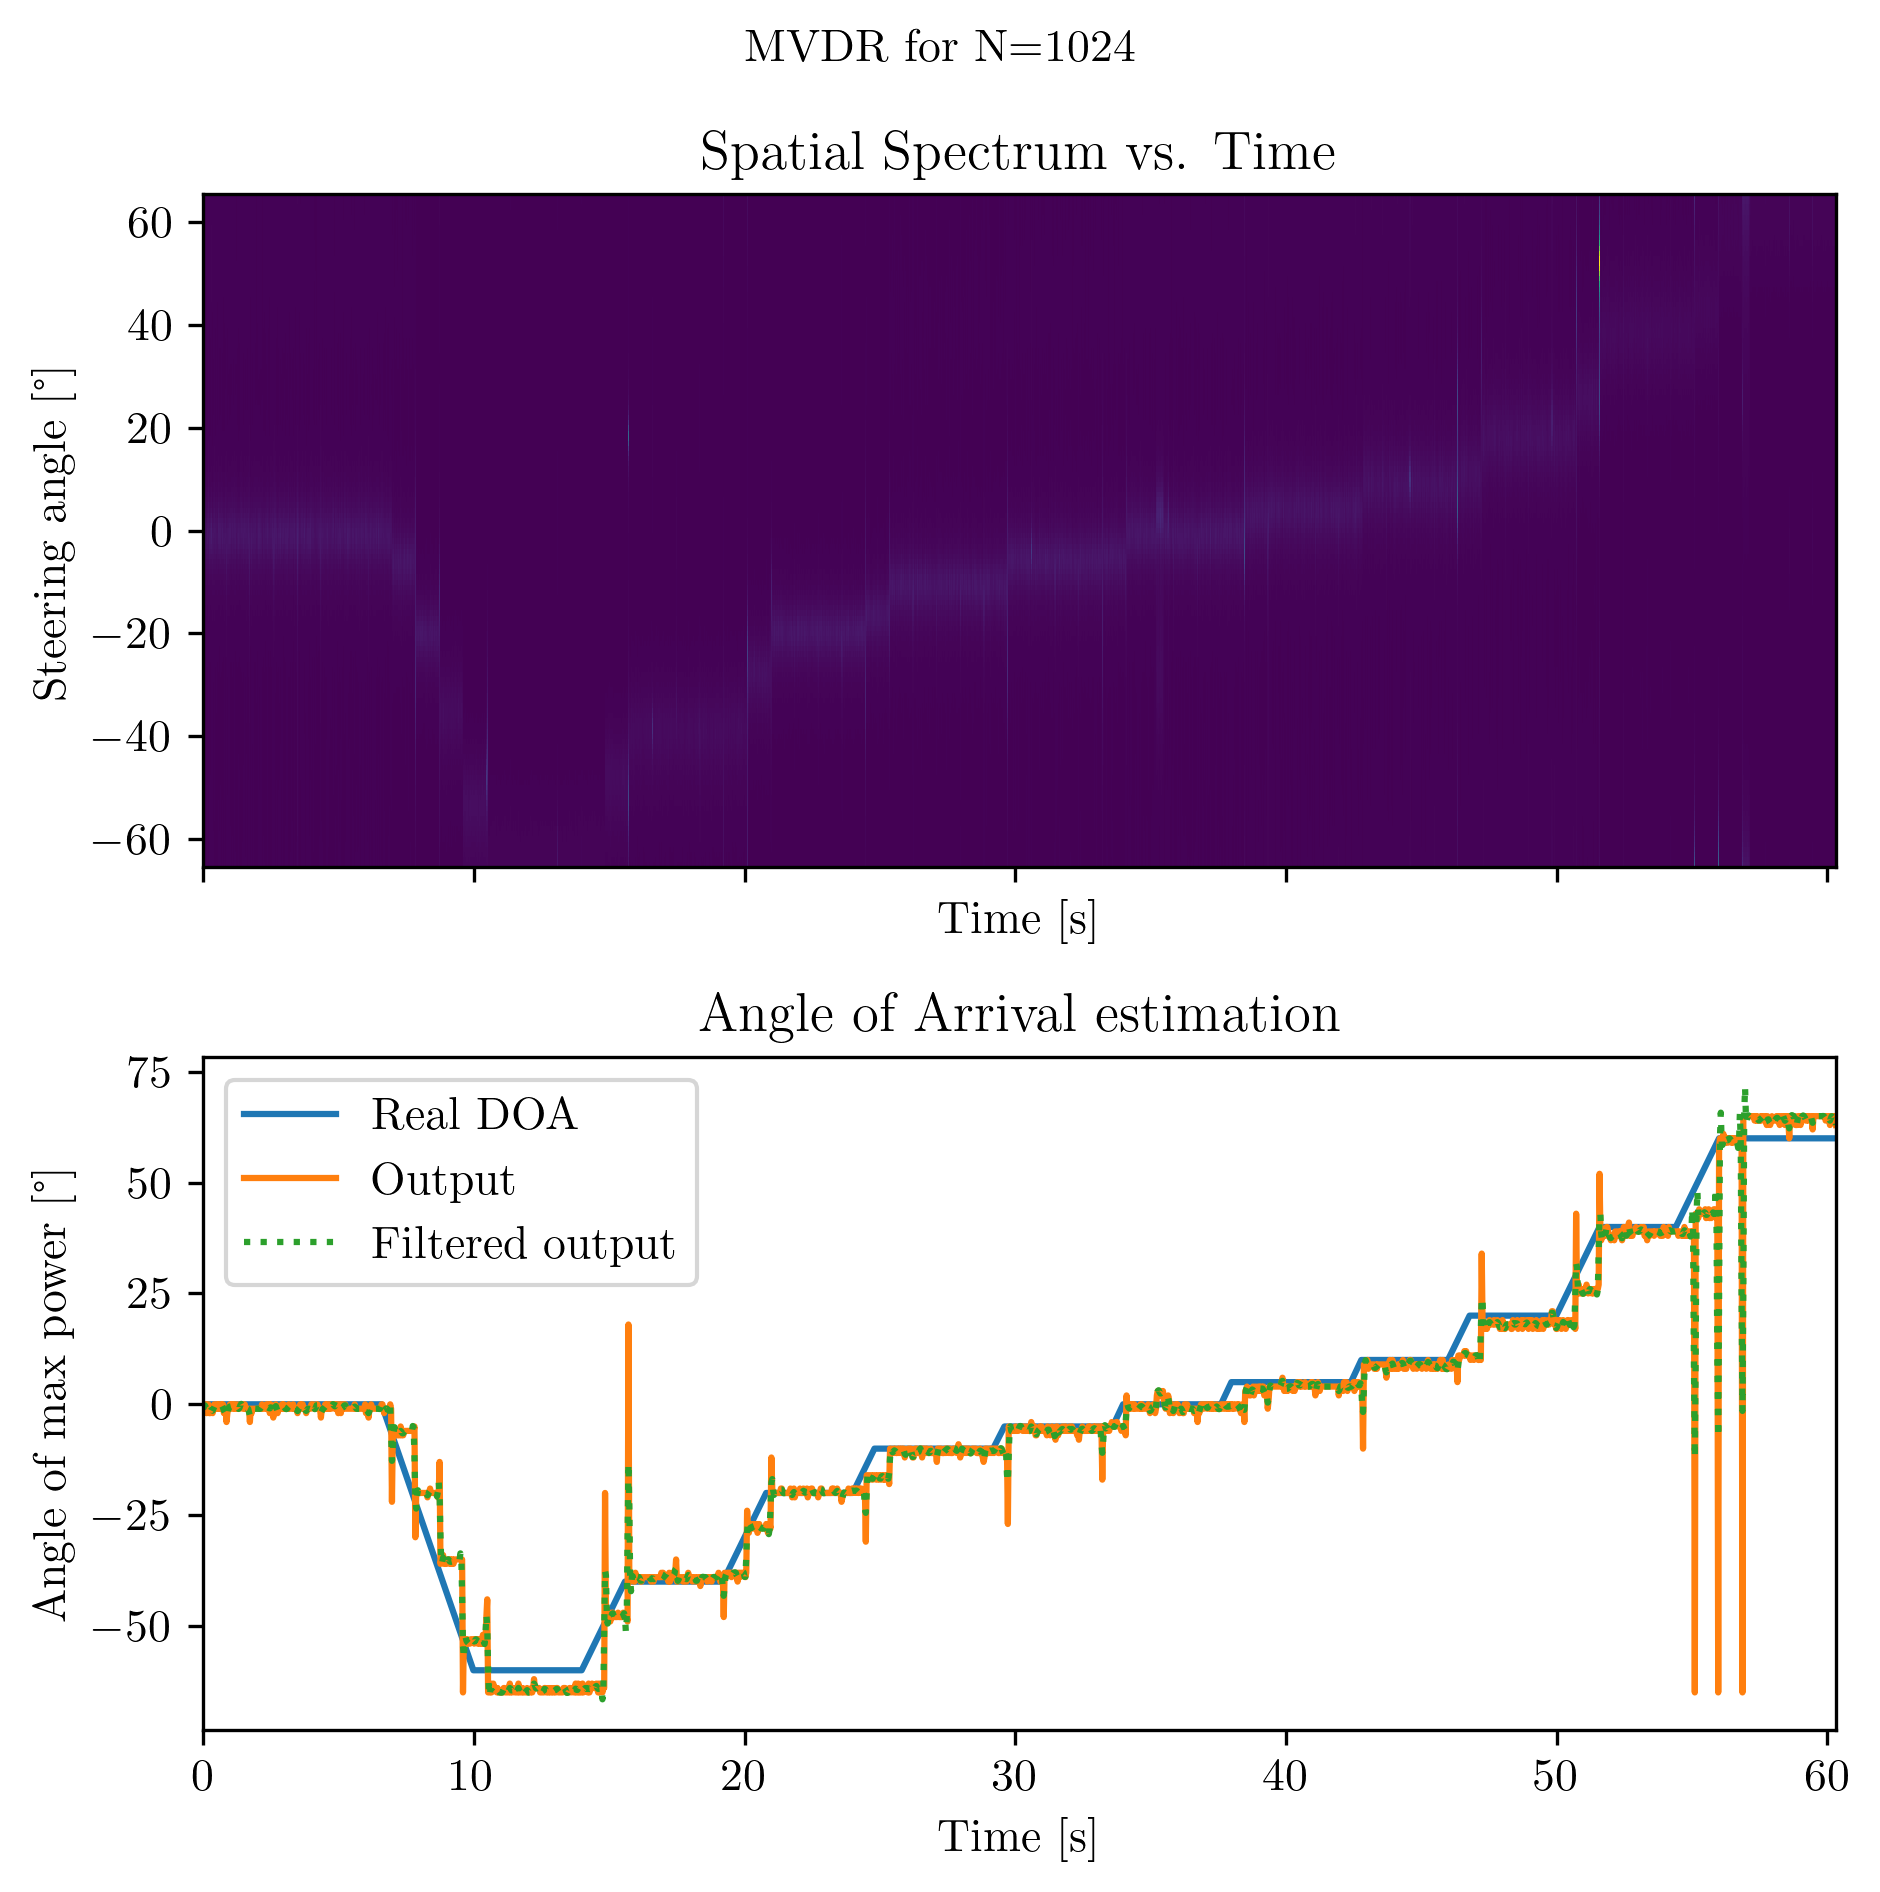 MVDR for N=1024
Spatial Spectrum vs. Time
60
40
20
0
−20
−40
−60
Steering angle [°]
Time [s]
Angle of Arrival estimation
75
50
25
0
−25
−50
Angle of max power [°]
Real DOA
Output
Filtered output
0 10 20 30 40 50 60
Time [s]